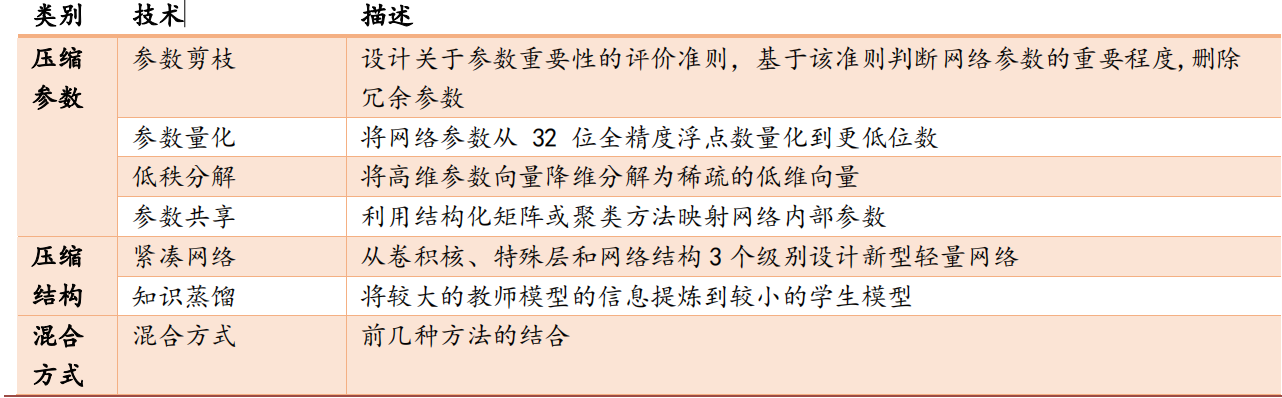 类别 技术 描述
压缩 参数剪枝 设计关于参数重要性的评价准则，基于该准则判断网络参数的重要程度,删除
参数 冗余参数
参数量化 将网络参数从 32 位全精度浮点数量化到更低位数
低秩分解 将高维参数向量降维分解为稀疏的低维向量
参数共享 利用结构化矩阵或聚类方法映射网络内部参数
压缩 紧凑网络 从卷积核、特殊层和网络结构3个级别设计新型轻量网络
结构 知识蒸馏 将较大的教师模型的信息提炼到较小的学生模型
混合 混合方式 前几种方法的结合
方式